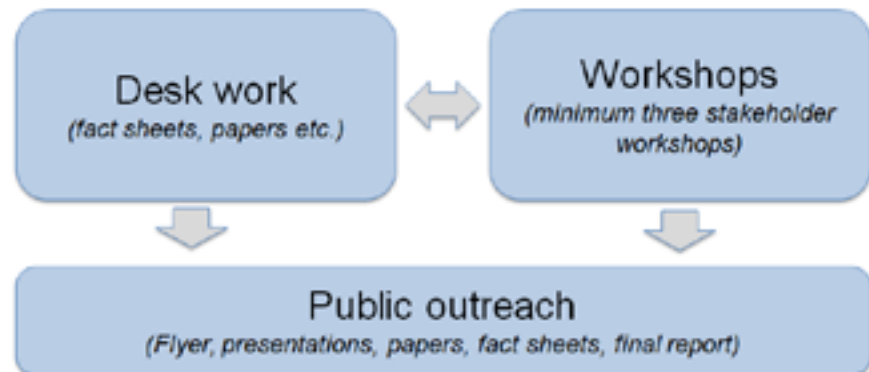 Desk work
(fact sheets, papers etc.)
Workshops
(minimum three stakeholder
workshops)
Public outreach
(Flyer, presentations, papers, fact sheets, final report)